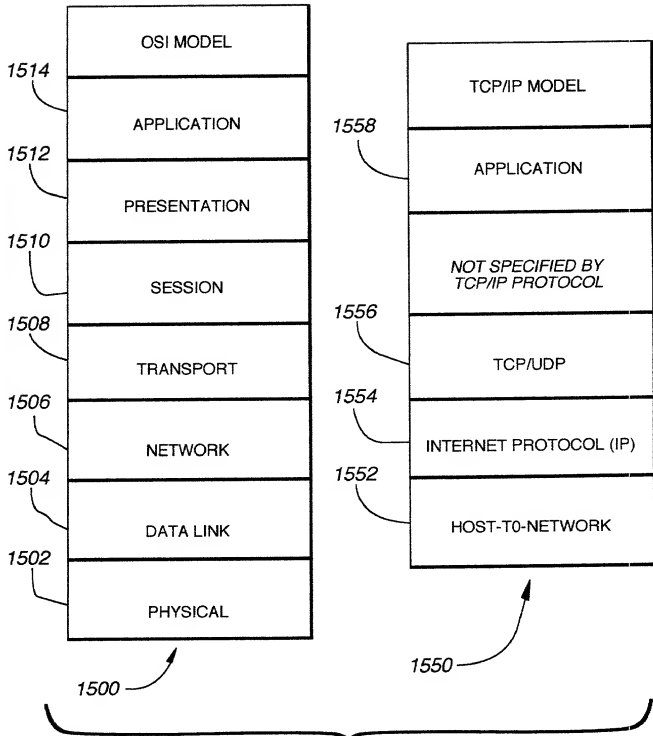 OSI MODEL
1514
APPLICATION
1512
PRESENTATION
1510
SESSION
1508
TRANSPORT
1506
NETWORK
1504
DATA LINK
1502
PHYSICAL
1500
TCP/IP MODEL
1558
APPLICATION
NOT SPECIFIED BY
TCP/IP PROTOCOL
1556
TCP/UDP
1554
INTERNET PROTOCOL (IP)
1552
HOST-T0-NETWORK
1550